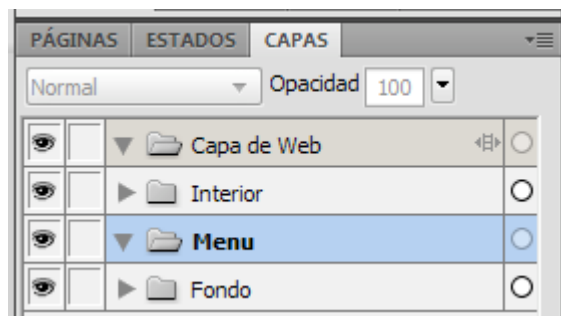 PÁGINAS ESTADOS CAPAS
Normal Opacidad 100
Capa de Web
Interior
Menu
Fondo